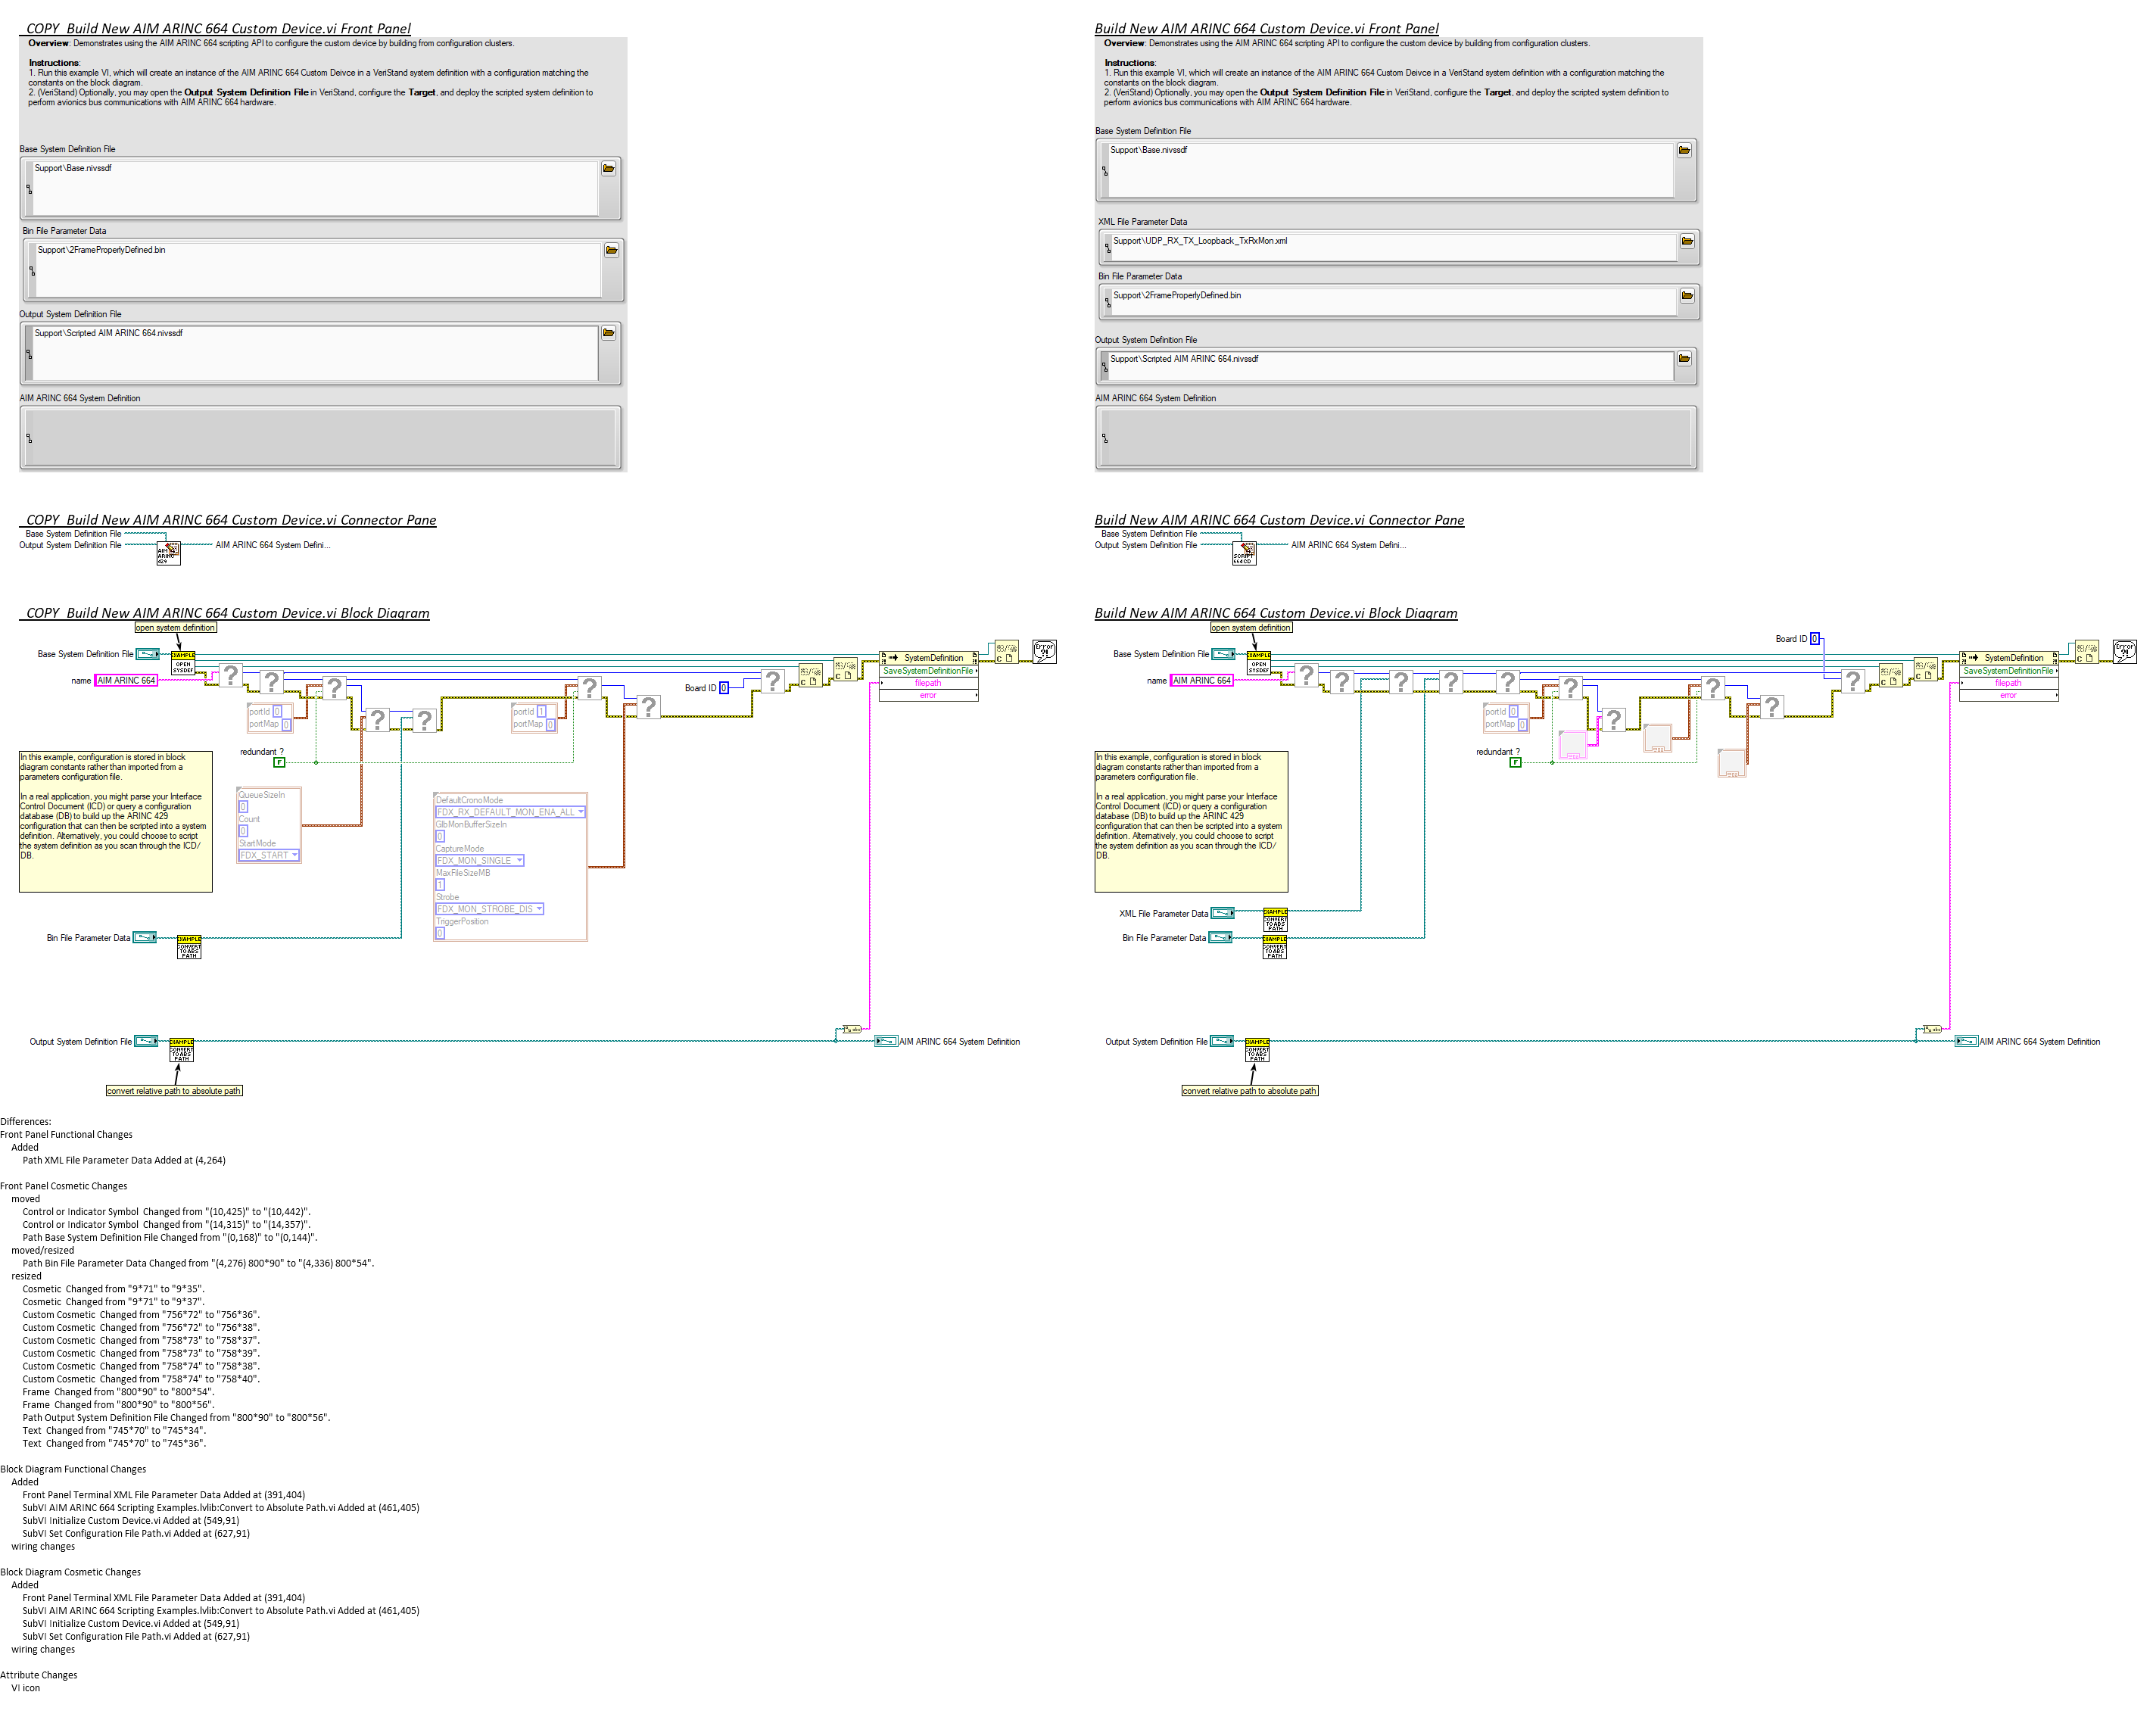 COPY  Build New AIM ARINC 664 Custom Device.vi Front Panel
Overview: Demonstrates using the AIM ARINC 664 scripting API to configure the custom device by building from configuration clusters.
Instructions:
1. Run this example VI, which will create an instance of the AIM ARINC 664 Custom Deivce in a VeriStand system definition with a configuration matching the
constants on the block diagram.
2. (VeriStand) Optionally, you may open the Output System Definition File in VeriStand, configure the Target, and deploy the scripted system definition to
perform avionics bus communications with AIM ARINC 664 hardware.
Base System Definition File
Support\Base.nivssdf
Bin File Parameter Data
Support\2FrameProperlyDefined.bin
Output System Definition File
Support\Scripted AIM ARINC 664.nivssdf
AIM ARINC 664 System Definition
Build New AIM ARINC 664 Custom Device.vi Front Panel
Overview: Demonstrates using the AIM ARINC 664 scripting API to configure the custom device by building from configuration clusters.
Instructions:
1. Run this example VI, which will create an instance of the AIM ARINC 664 Custom Deivce in a VeriStand system definition with a configuration matching the
constants on the block diagram.
2. (VeriStand) Optionally, you may open the Output System Definition File in VeriStand, configure the Target, and deploy the scripted system definition to
perform avionics bus communications with AIM ARINC 664 hardware.
Base System Definition File
Support\Base.nivssdf
XML File Parameter Data
Support\UDP_RX_TX_Loopback_TxRxMon.xml
Bin File Parameter Data
Support\2FrameProperlyDefined.bin
Output System Definition File
Support\Scripted AIM ARINC 664.nivssdf
AIM ARINC 664 System Definition
COPY  Build New AIM ARINC 664 Custom Device.vi Connector Pane
Base System Definition File
Output System Definition File
AIM
ARINC
429
AIM ARINC 664 System Defini...
Build New AIM ARINC 664 Custom Device.vi Connector Pane
Base System Definition File
Output System Definition File
SCRIPT
664 CD
AIM ARINC 664 System Defini...
COPY  Build New AIM ARINC 664 Custom Device.vi Block Diagram
open system definition
Base System Definition File
EXAMPLE
OPEN
SYSDEF
name
AIM ARINC 664
?
?
?
?
?
?
?
?
portId 0
portMap 0
portId 1
portMap 0
Board ID 0
SystemDefinition
SaveSystemDefinitionFile
filepath
error
Error
?!
redundant ?
F
In this example, configuration is stored in block
diagram constants rather than imported from a
parameters configuration file.
In a real application, you might parse your Interface
Control Document (ICD) or query a configuration
database (DB) to build up the ARINC 429
configuration that can then be scripted into a system
definition. Alternatively, you could choose to script
the system definition as you scan through the ICD/
DB.
QueueSizeIn
0
Count
0
StartMode
FDX_START
DefaultCronoMode
FDX_RX_DEFAULT_MON_ENA_ALL
GlbMonBufferSizeIn
0
CaptureMode
FDX_MON_SINGLE
MaxFileSizeMB
1
Strobe
FDX_MON_STROBE_DIS
TriggerPosition
0
Bin File Parameter Data
EXAMPLE
CONVERT
TO ABS
PATH
Output System Definition File
EXAMPLE
CONVERT
TO ABS
PATH
AIM ARINC 664 System Definition
convert relative path to absolute path
Build New AIM ARINC 664 Custom Device.vi Block Diagram
open system definition
Base System Definition File
EXAMPLE
OPEN
SYSDEF
name
AIM ARINC 664
?
?
?
?
?
?
?
?
?
?
portId 0
portMap 0
Board ID 0
SystemDefinition
SaveSystemDefinitionFile
filepath
error
Error
?!
redundant ?
F
In this example, configuration is stored in block
diagram constants rather than imported from a
parameters configuration file.
In a real application, you might parse your Interface
Control Document (ICD) or query a configuration
database (DB) to build up the ARINC 429
configuration that can then be scripted into a system
definition. Alternatively, you could choose to script
the system definition as you scan through the ICD/
DB.
XML File Parameter Data
EXAMPLE
CONVERT
TO ABS
PATH
Bin File Parameter Data
EXAMPLE
CONVERT
TO ABS
PATH
Output System Definition File
EXAMPLE
CONVERT
TO ABS
PATH
AIM ARINC 664 System Definition
convert relative path to absolute path
Differences:
Front Panel Functional Changes
Added
Path XML File Parameter Data Added at (4,264)
Front Panel Cosmetic Changes
moved
Control or Indicator Symbol  Changed from "(10,425)" to "(10,442)".
Control or Indicator Symbol  Changed from "(14,315)" to "(14,357)".
Path Base System Definition File Changed from "(0,168)" to "(0,144)".
moved/resized
Path Bin File Parameter Data Changed from "(4,276) 800*90" to "(4,336) 800*54".
resized
Cosmetic  Changed from "9*71" to "9*35".
Cosmetic  Changed from "9*71" to "9*37".
Custom Cosmetic  Changed from "756*72" to "756*36".
Custom Cosmetic  Changed from "756*72" to "756*38".
Custom Cosmetic  Changed from "758*73" to "758*37".
Custom Cosmetic  Changed from "758*73" to "758*39".
Custom Cosmetic  Changed from "758*74" to "758*38".
Custom Cosmetic  Changed from "758*74" to "758*40".
Frame  Changed from "800*90" to "800*54".
Frame  Changed from "800*90" to "800*56".
Path Output System Definition File Changed from "800*90" to "800*56".
Text  Changed from "745*70" to "745*34".
Text  Changed from "745*70" to "745*36".
Block Diagram Functional Changes
Added
Front Panel Terminal XML File Parameter Data Added at (391,404)
SubVI AIM ARINC 664 Scripting Examples.lvlib:Convert to Absolute Path.vi Added at (461,405)
SubVI Initialize Custom Device.vi Added at (549,91)
SubVI Set Configuration File Path.vi Added at (627,91)
wiring changes
Block Diagram Cosmetic Changes
Added
Front Panel Terminal XML File Parameter Data Added at (391,404)
SubVI AIM ARINC 664 Scripting Examples.lvlib:Convert to Absolute Path.vi Added at (461,405)
SubVI Initialize Custom Device.vi Added at (549,91)
SubVI Set Configuration File Path.vi Added at (627,91)
wiring changes
Attribute Changes
VI icon